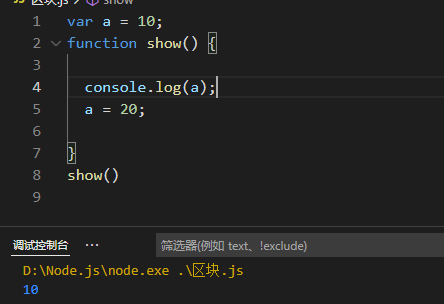 区块.js > show
1 var a = 10;
2 function show() {
3
4 console.log(a);
5 a = 20;
6
7 }
8 show()
9
调试控制台 ··· 筛选器(例如 text、!exclude)
D:\Node.js\node.exe .\区块.js
10